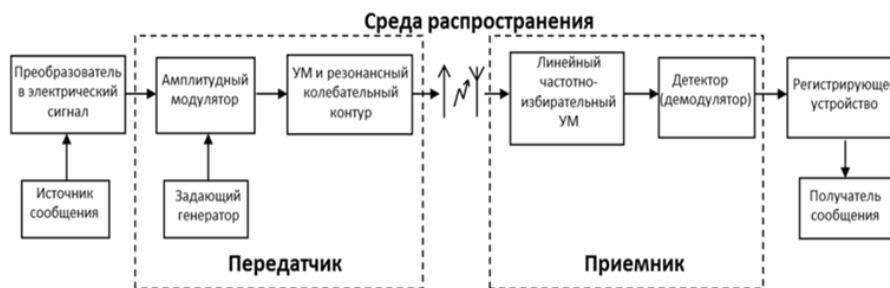 Среда распространения
Преобразователь
в электрический
сигнал
Амплитудный
модулятор
УМ и резонансный
колебательный
контур
Линейный
частотно-
избирательный
УМ
Детектор
(демодулятор)
Регистрирующее
устройство
Источник
сообщения
Задающий
генератор
Получатель
сообщения
Передатчик
Приемник